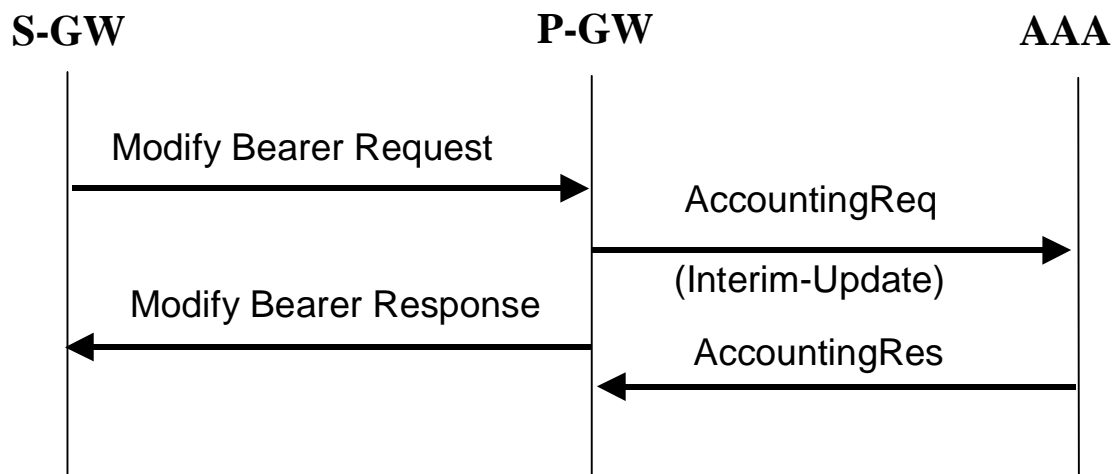 S-GW P-GW AAA
Modify Bearer Request
AccountingReq
(Interim-Update)
Modify Bearer Response
AccountingRes